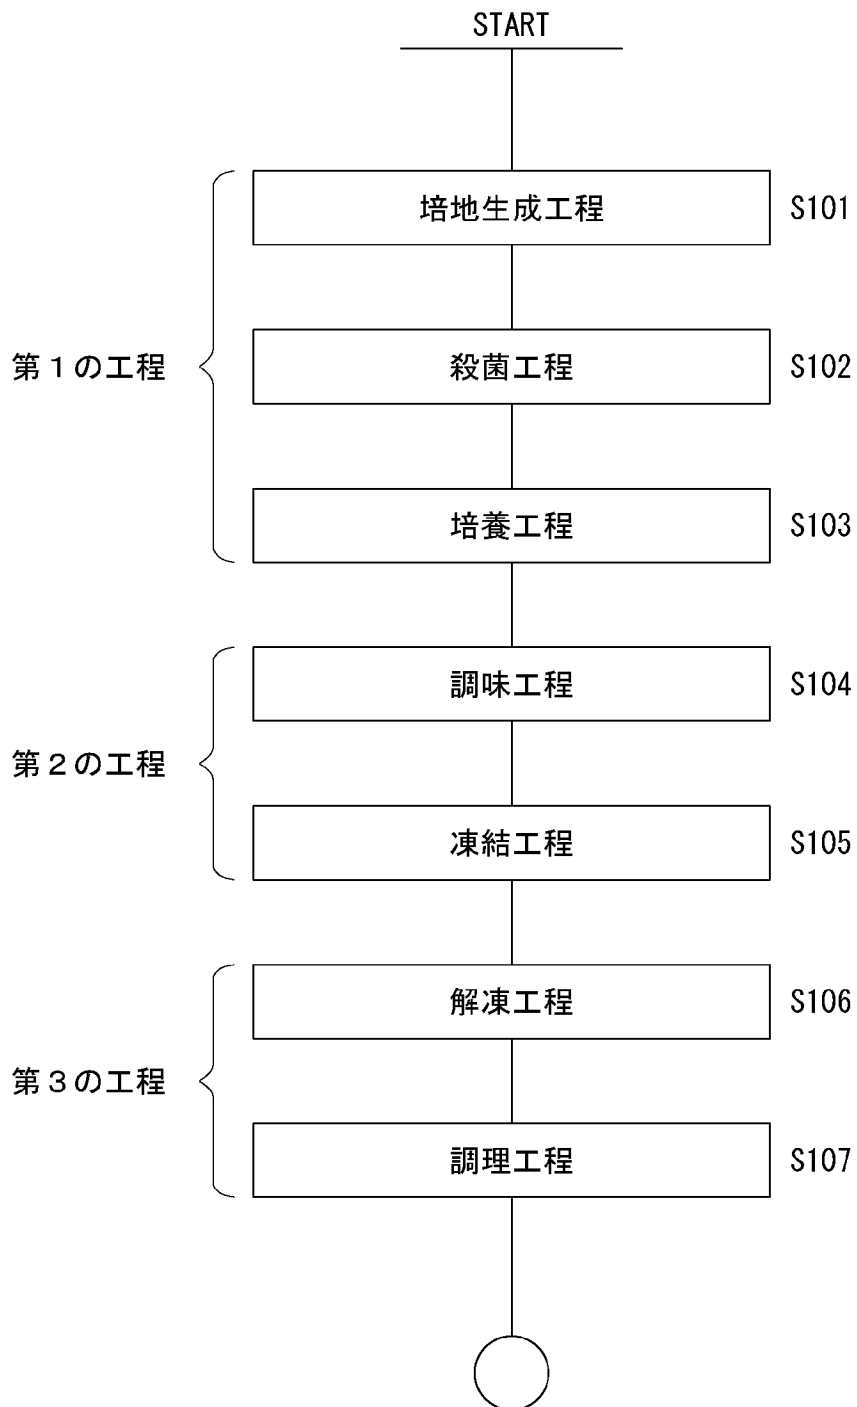 START
培地生成工程 S101
第１の工程 殺菌工程 S102
培養工程 S103
調味工程 S104
第２の工程
凍結工程 S105
解凍工程 S106
第３の工程
調理工程 S107